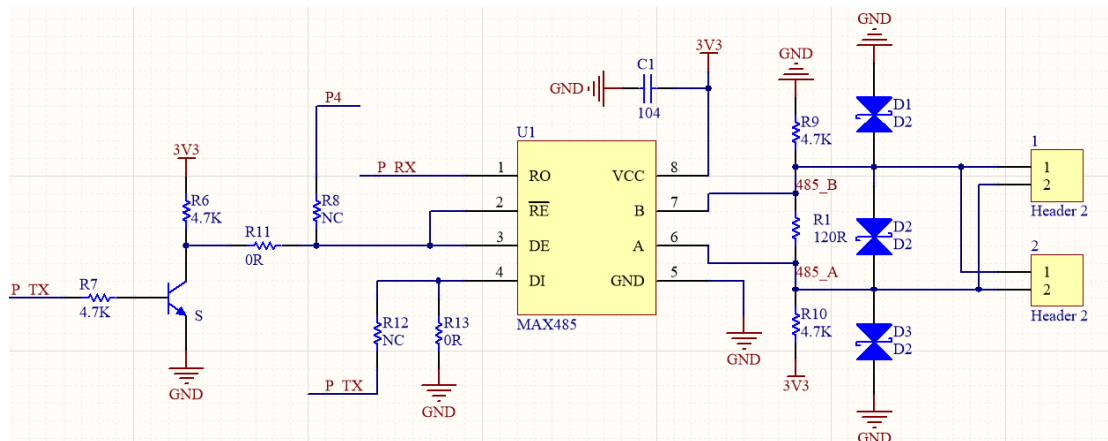 GND
GND
3V3
C1
GND
104
D1
D2
P4
R9
4.7K
U1
1
P_RX
1
RO
VCC
8
1
2
485_B
Header 2
3V3
R6
4.7K
R8
NC
2
RE
B
7
R1
120R
D2
D2
R11
0R
3
DE
A
6
2
485_A
1
2
Header 2
P_TX
R7
4.7K
S
4
DI
GND
5
MAX485
R12
NC
R13
0R
R10
4.7K
D3
D2
GND
3V3
GND
P_TX
GND
GND